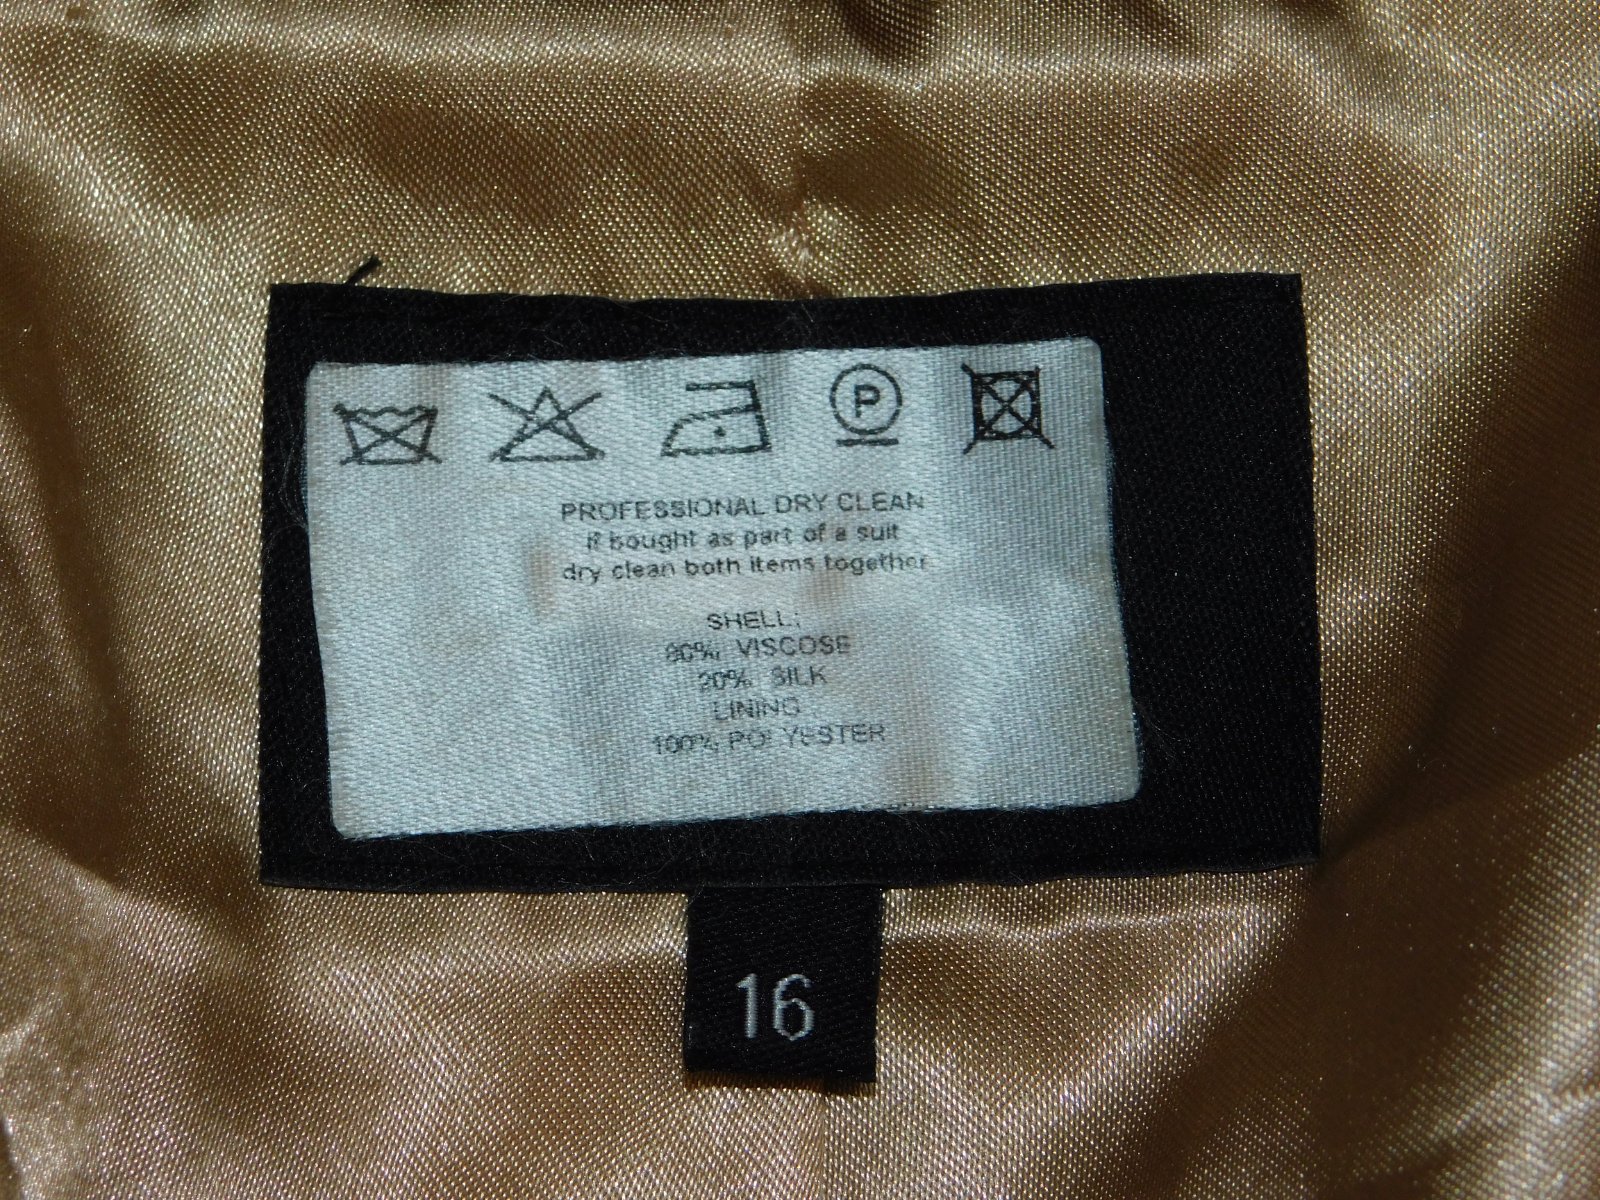 P
PROFESSIONAL DRY CLEAN
if bought as part of a suit
dry clean both items together
SHELL:
80% VISCOSE
20% SILK
LINING
100% POLYESTER
16